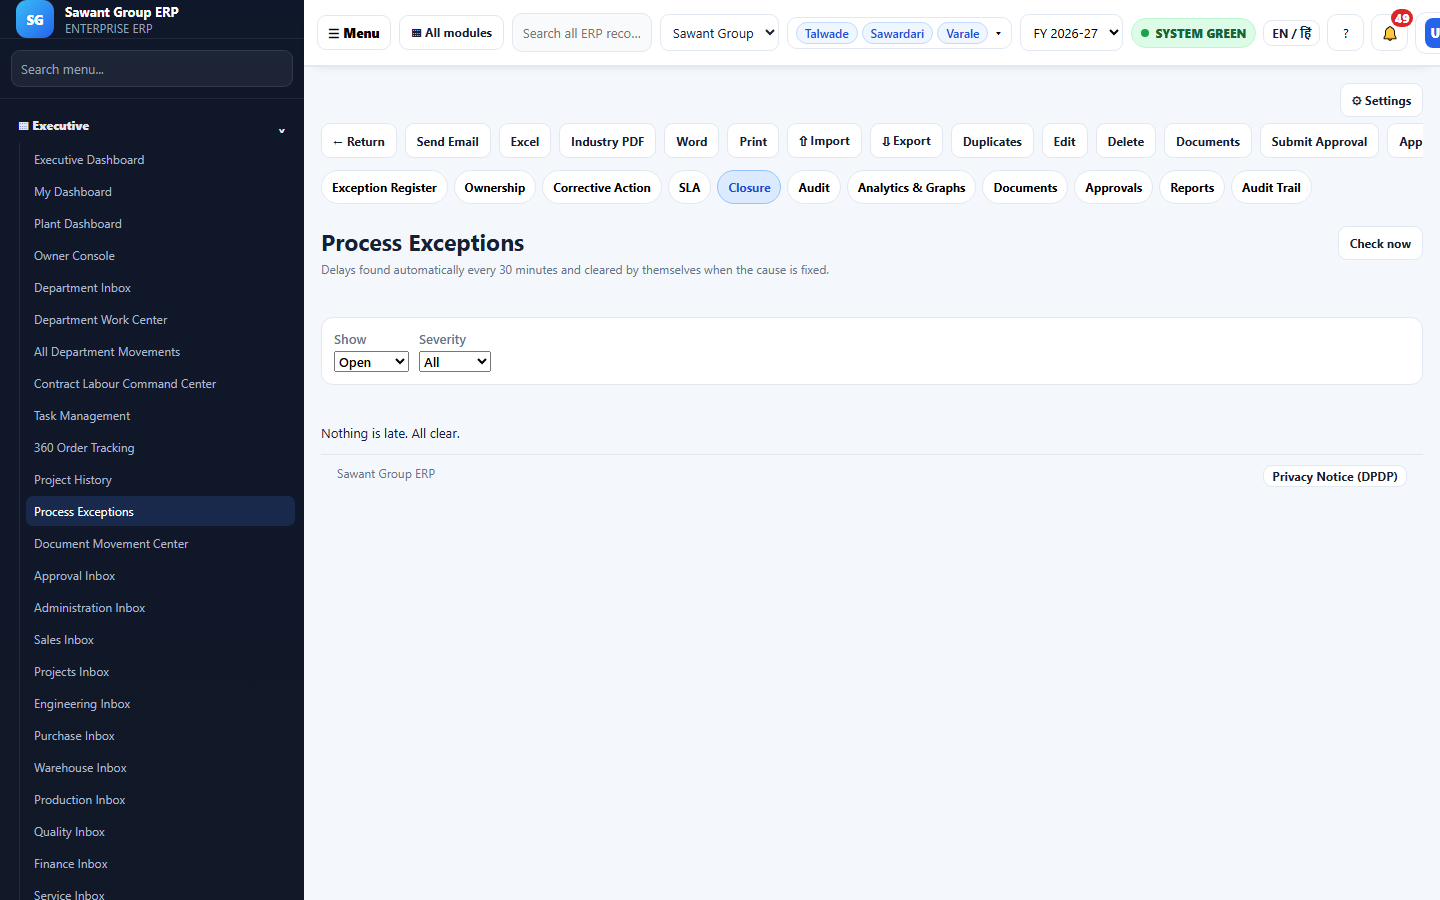 SG
Sawant Group ERP
ENTERPRISE ERP
Search menu...
Executive
Executive Dashboard
My Dashboard
Plant Dashboard
Owner Console
Department Inbox
Department Work Center
All Department Movements
Contract Labour Command Center
Task Management
360 Order Tracking
Project History
Process Exceptions
Document Movement Center
Approval Inbox
Administration Inbox
Sales Inbox
Projects Inbox
Engineering Inbox
Purchase Inbox
Warehouse Inbox
Production Inbox
Quality Inbox
Finance Inbox
Service Inbox
☰ Menu All modules Search all ERP reco... Sawant Group Talwade Sawardari Varale FY 2026-27 SYSTEM GREEN EN / हिं ? 49 U
⚙ Settings
← Return Send Email Excel Industry PDF Word Print ⇧ Import ⇩ Export Duplicates Edit Delete Documents Submit Approval App
Exception Register Ownership Corrective Action SLA Closure Audit Analytics & Graphs Documents Approvals Reports Audit Trail
Process Exceptions Check now
Delays found automatically every 30 minutes and cleared by themselves when the cause is fixed.
Show Severity
Open All
Nothing is late. All clear.
Sawant Group ERP Privacy Notice (DPDP)